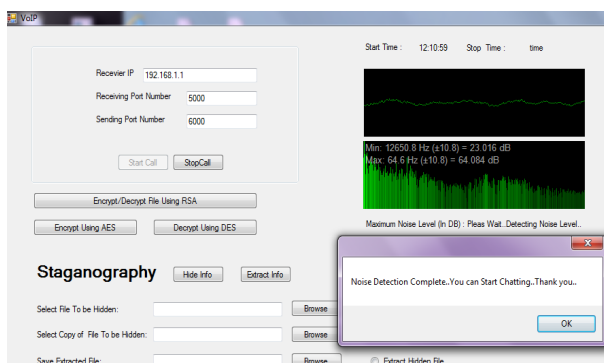 VoIP
Start Time : 12:10:59 Stop Time : time
Recevier IP 192.168.1.1
Receiving Port Number 5000
Sending Port Number 6000
Start Call StopCall
Min: 12650.8 Hz (±10.8) = 23.016 dB
Max: 64.6 Hz (±10.8) = 64.084 dB
Encrypt/Decrypt File Using RSA
Encrypt Using AES Decrypt Using DES
Maximum Noise Level (In DB) : Pleas Wait..Detecting Noise Level..
Staganography Hide Info Extract Info
Noise Detection Complete..You can Start Chatting..Thank you..
OK
Select File To be Hidden: Browse
Select Copy of File To be Hidden: Browse
Save Extracted File: Browse Extract Hidden File